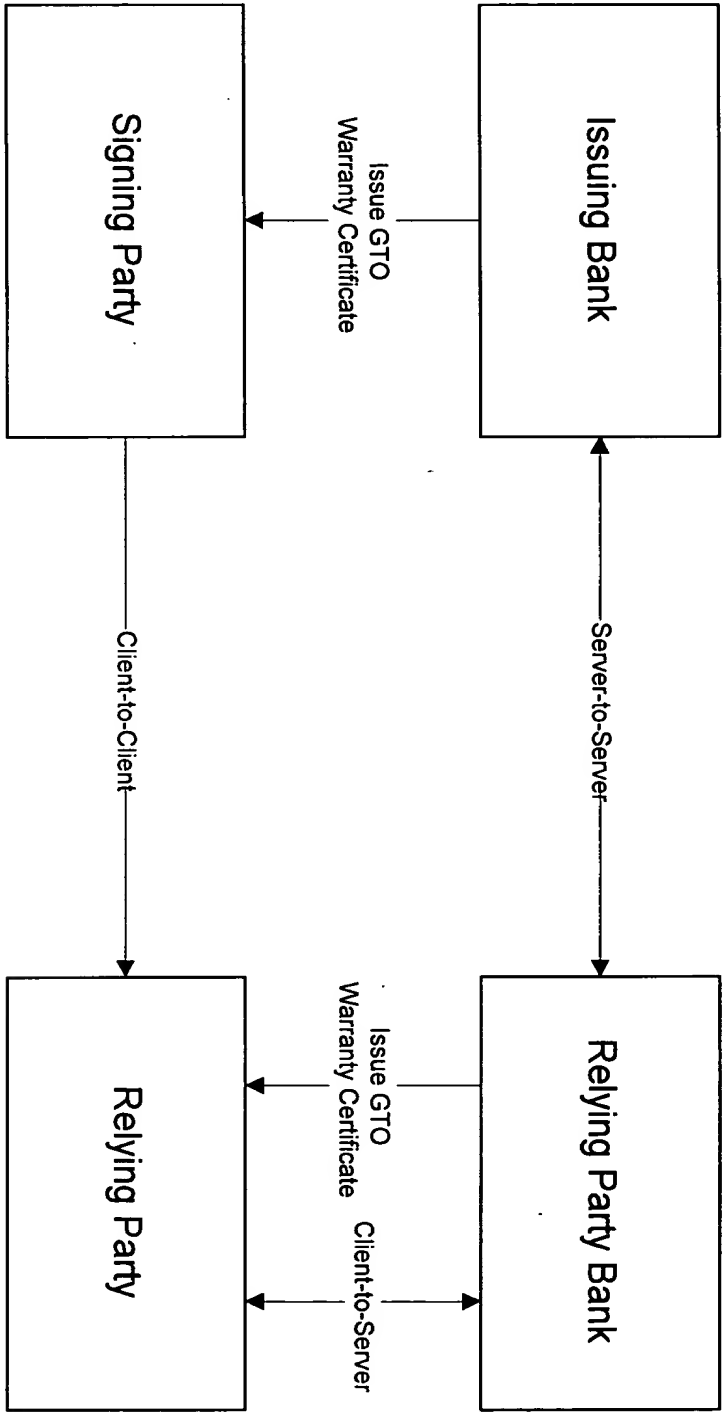 Issuing Bank
Server-to-Server
Relying Party Bank
Issue GTO
Warranty Certificate
Issue GTO
Warranty Certificate
Client-to-Server
Signing Party
Client-to-Client
Relying Party